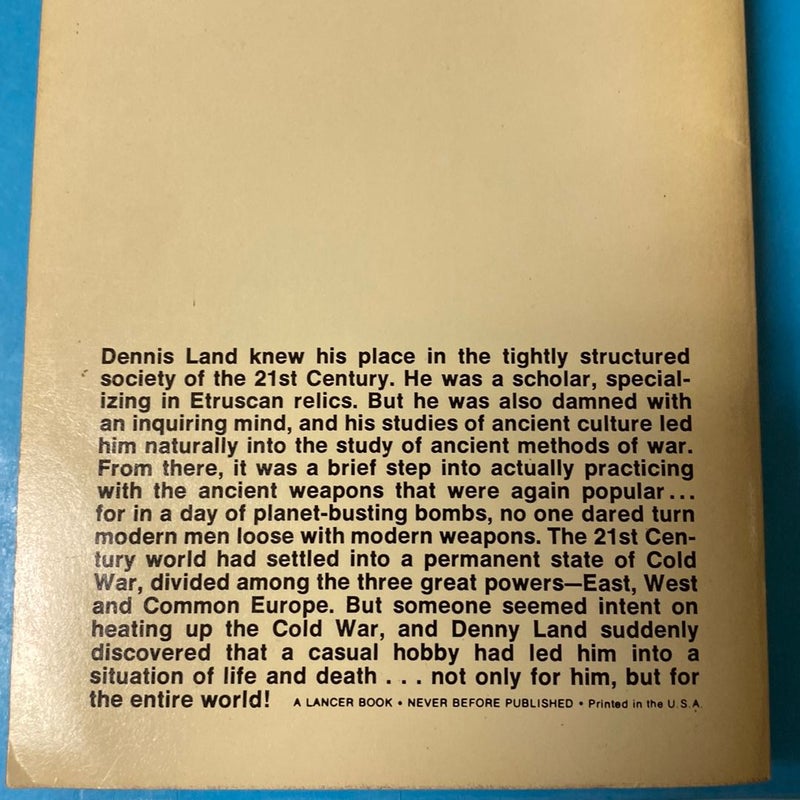 Dennis Land knew his place in the tightly structured
society of the 21st Century. He was a scholar, special-
izing in Etruscan relics. But he was also damned with
an inquiring mind, and his studies of ancient culture led
him naturally into the study of ancient methods of war.
From there, it was a brief step into actually practicing
with the ancient weapons that were again popular...
for in a day of planet-busting bombs, no one dared turn
modern men loose with modern weapons. The 21st Cen-
tury world had settled into a permanent state of Cold
War, divided among the three great powers—East, West
and Common Europe. But someone seemed intent on
heating up the Cold War, and Denny Land suddenly
discovered that a casual hobby had led him into a
situation of life and death . . . not only for him, but for
the entire world! A LANCER BOOK • NEVER BEFORE PUBLISHED • Printed in the U.S.A.